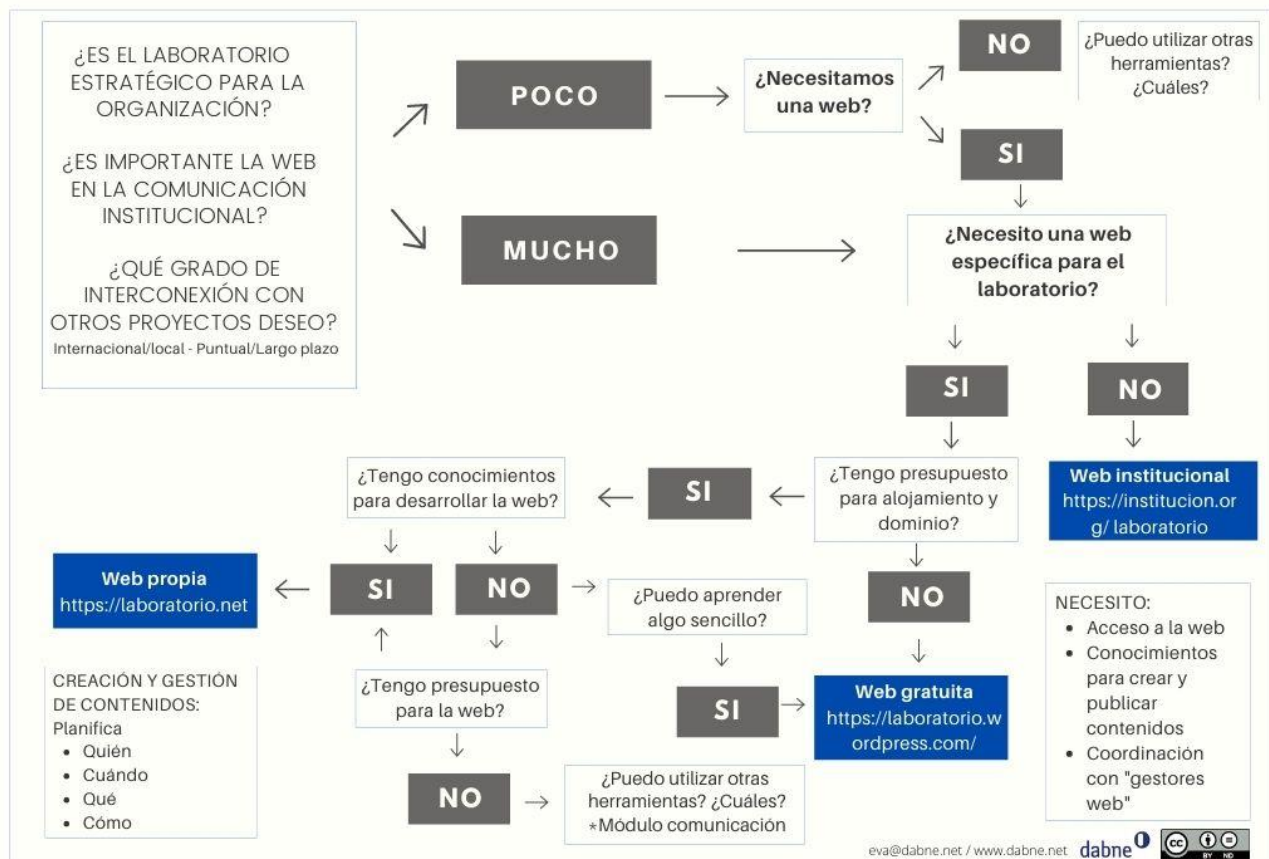 ¿ES EL LABORATORIO
ESTRATÉGICO PARA LA
ORGANIZACIÓN?
¿ES IMPORTANTE LA WEB
EN LA COMUNICACIÓN
INSTITUCIONAL?
¿QUÉ GRADO DE
INTERCONEXIÓN CON
OTROS PROYECTOS DESEO?
Internacional/local - Puntual/Largo plazo
POCO
MUCHO
¿Necesitamos
una web?
NO
¿Puedo utilizar otras
herramientas?
¿Cuáles?
SI
¿Necesito una web
específica para el
laboratorio?
SI
NO
Web institucional
https://institucion.or
g/ laboratorio
¿Tengo presupuesto
para alojamiento y
dominio?
SI
NO
¿Tengo conocimientos
para desarrollar la web?
SI
NO
Web propia
https://laboratorio.net
¿Puedo aprender
algo sencillo?
SI
Web gratuita
https://laboratorio.w
ordpress.com/
¿Tengo presupuesto
para la web?
NO
¿Puedo utilizar otras
herramientas? ¿Cuáles?
*Módulo comunicación
CREACIÓN Y GESTIÓN
DE CONTENIDOS:
Planifica
• Quién
• Cuándo
• Qué
• Cómo
NECESITO:
• Acceso a la web
• Conocimientos
para crear y
publicar
contenidos
• Coordinación
con "gestores
web"
eva@dabne.net / www.dabne.net
dabne
cc
BY ND